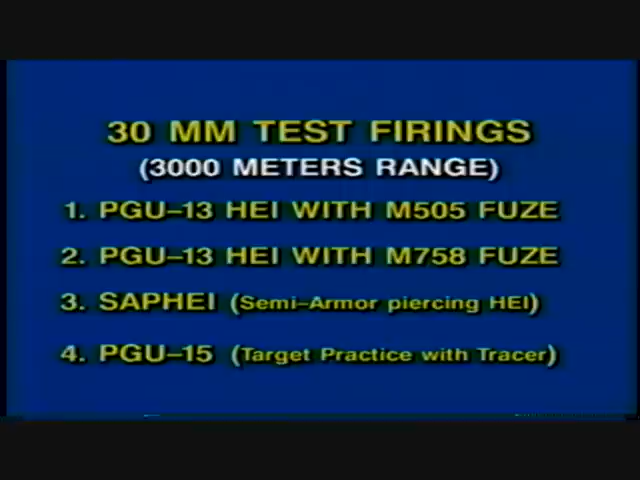 30 MM TEST FIRINGS
(3000 METERS RANGE)
1. PGU-13 HEI WITH M505 FUZE
2. PGU-13 HEI WITH M758 FUZE
3. SAPHEI (Semi-Armor piercing HEI)
4. PGU-15 (Target Practice with Tracer)